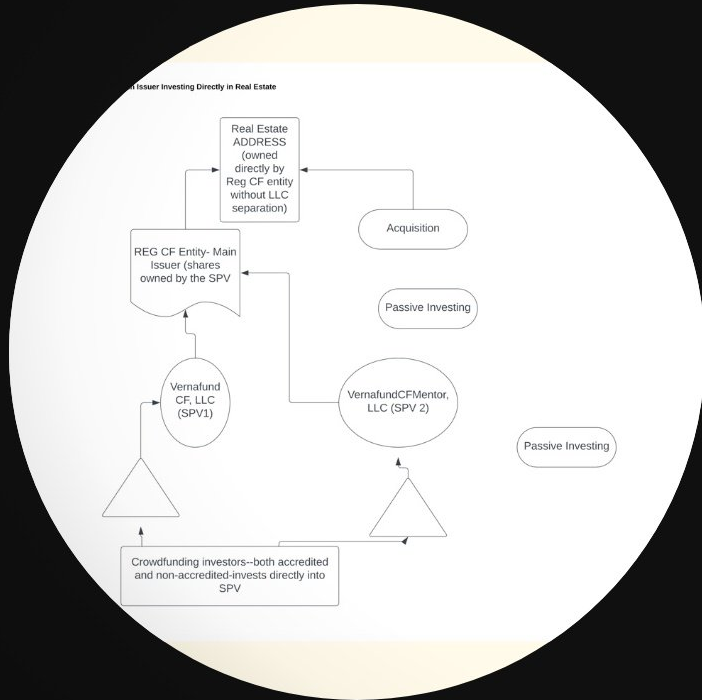 Issuer Investing Directly in Real Estate
Real Estate
ADDRESS
(owned
directly by
Reg CF entity
without LLC
separation)
Acquisition
REG CF Entity- Main
Issuer (shares
owned by the SPV
Passive Investing
Vernafund
CF, LLC
(SPV1)
VernafundCFMentor,
LLC (SPV 2)
Passive Investing
Crowdfunding investors--both accredited
and non-accredited-invests directly into
SPV